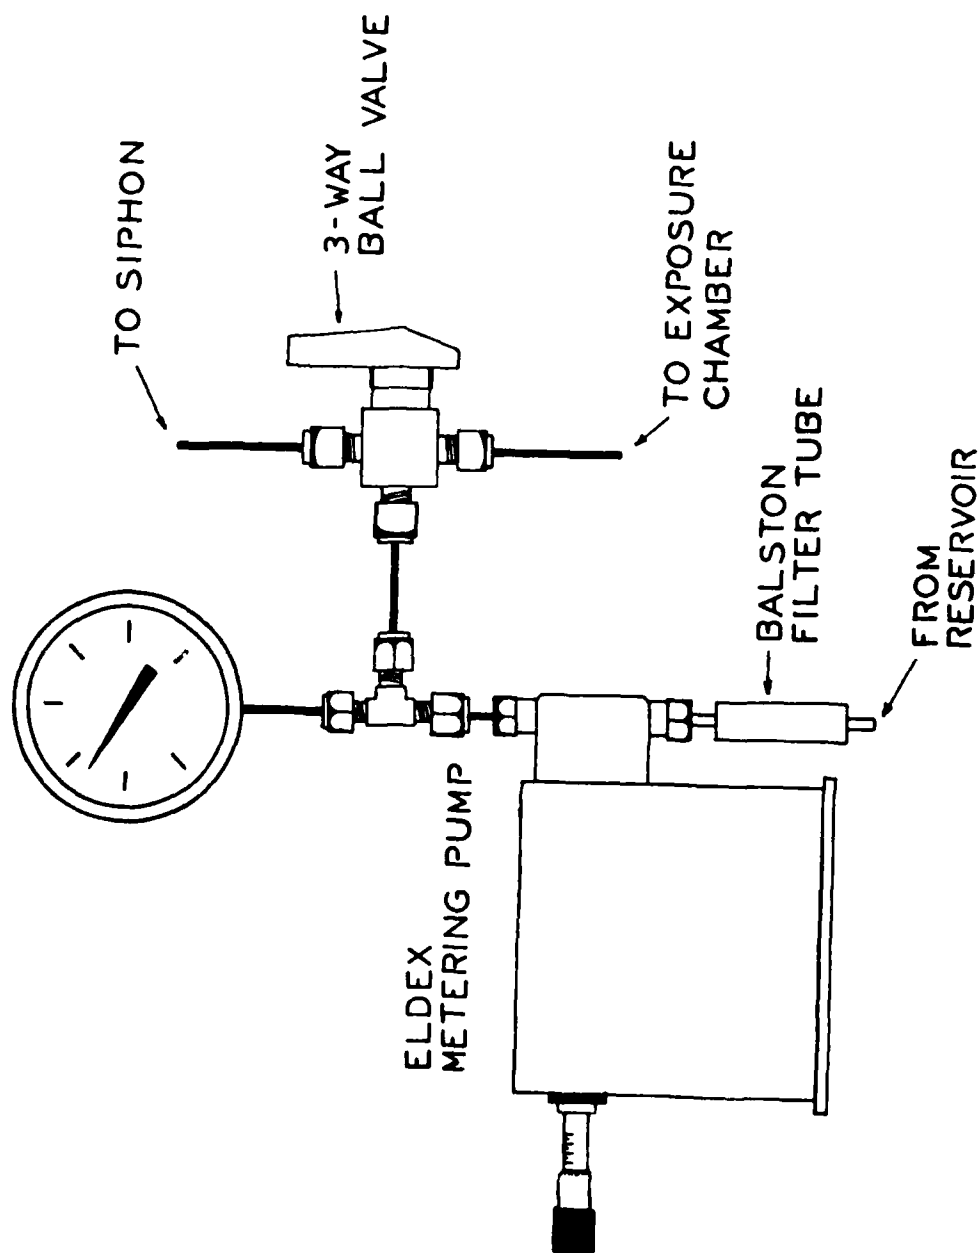 TO SIPHON
3-WAY
BALL VALVE
TO EXPOSURE
CHAMBER
ELDEX
METERING PUMP
BALSTON
FILTER TUBE
FROM
RESERVOIR